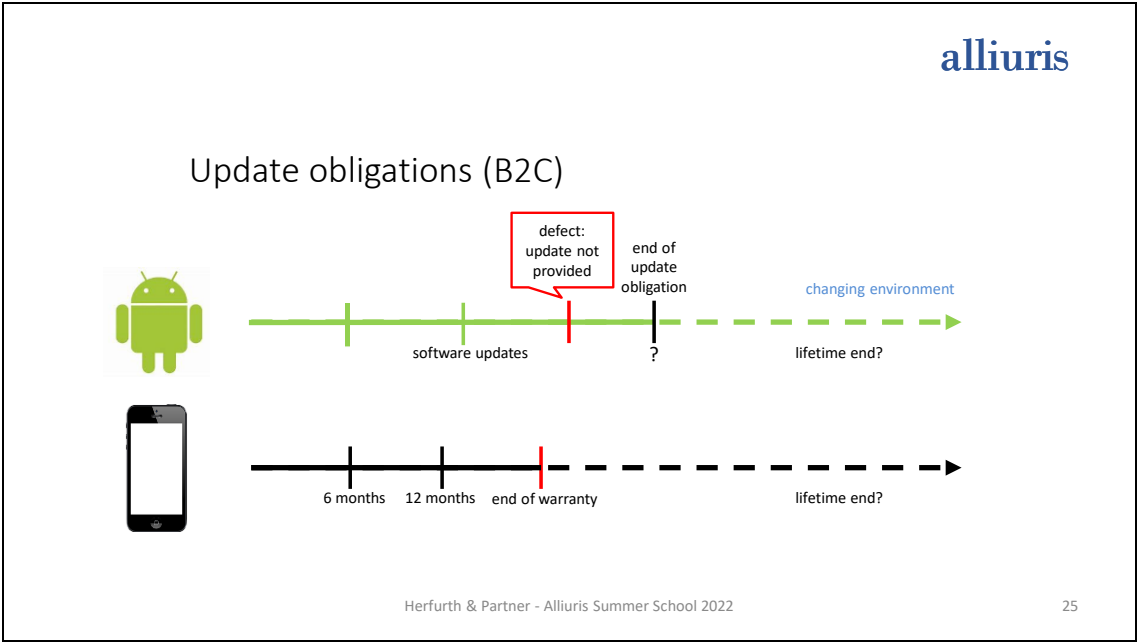 alliuris
Update obligations (B2C)
defect:
update not
provided
end of
update
obligation
changing environment
software updates
?
lifetime end?
6 months
12 months
end of warranty
lifetime end?
Herfurth & Partner - Alliuris Summer School 2022
25